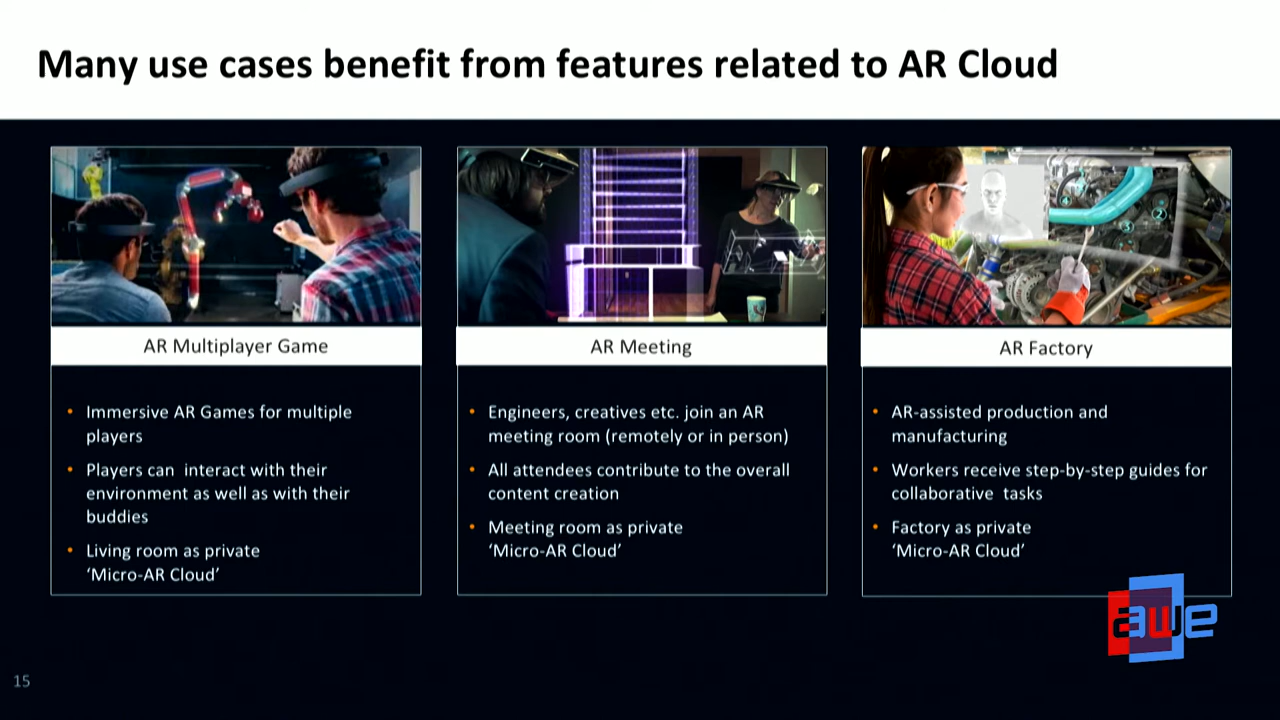 Many use cases benefit from features related to AR Cloud
AR Multiplayer Game
• Immersive AR Games for multiple
players
• Players can interact with their
environment as well as with their
buddies
• Living room as private
‘Micro-AR Cloud’
AR Meeting
• Engineers, creatives etc. join an AR
meeting room (remotely or in person)
• All attendees contribute to the overall
content creation
• Meeting room as private
‘Micro-AR Cloud’
AR Factory
• AR-assisted production and
manufacturing
• Workers receive step-by-step guides for
collaborative tasks
• Factory as private
‘Micro-AR Cloud’
awe
15